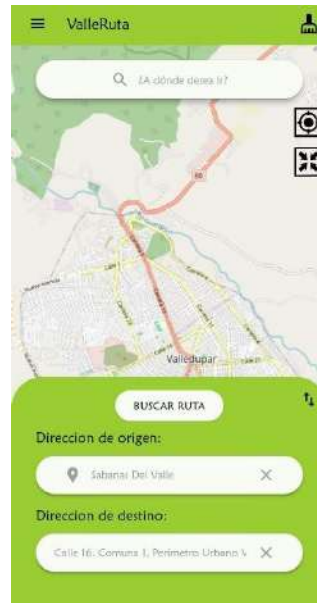 ValleRuta
¿A dónde desea ir?
Valledupar
BUSCAR RUTA
Direccion de origen:
Sabanas Del Valle
Direccion de destino:
Calle 16, Comuna 1, Perimetro Urbano V